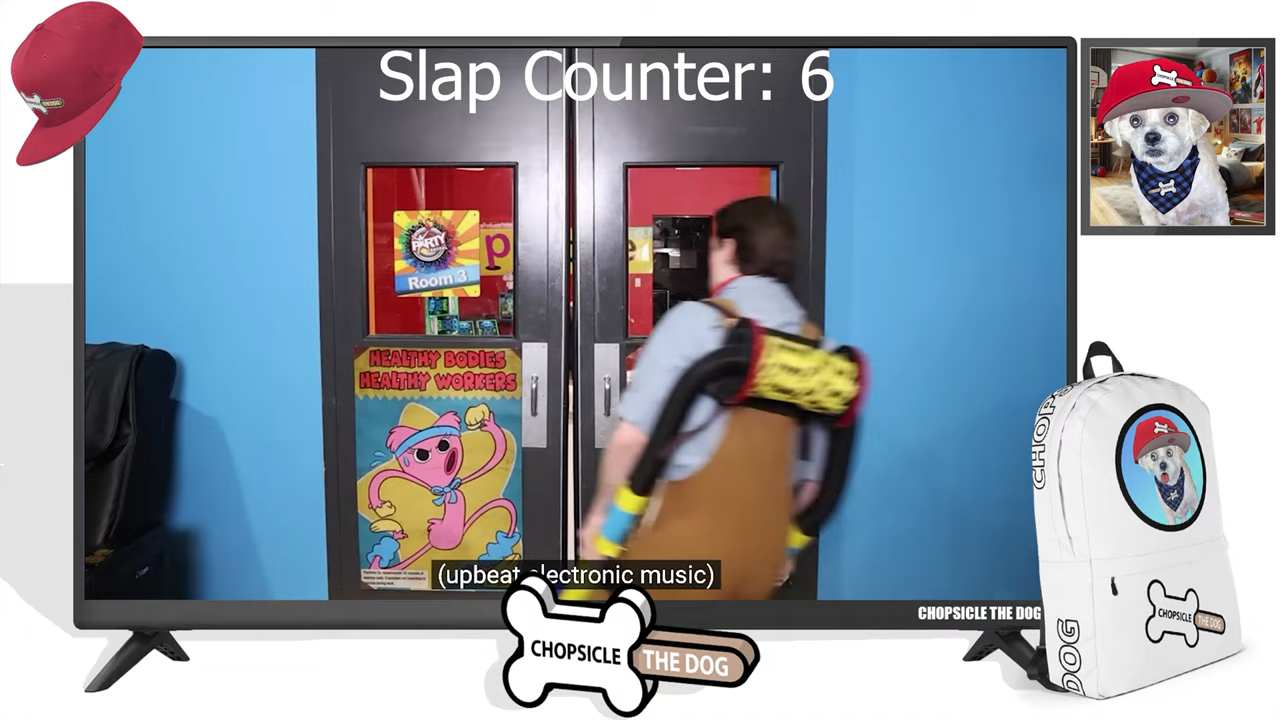 Slap Counter: 6
PARTY
Room 3
p
HEALTHY BODIES
HEALTHY WORKERS
(upbeat electronic music)
CHOPSICLE THE DOG
CHOPSICLE
THE DOG
CHOPS
DOG
CHOPSICLE
THE DOG